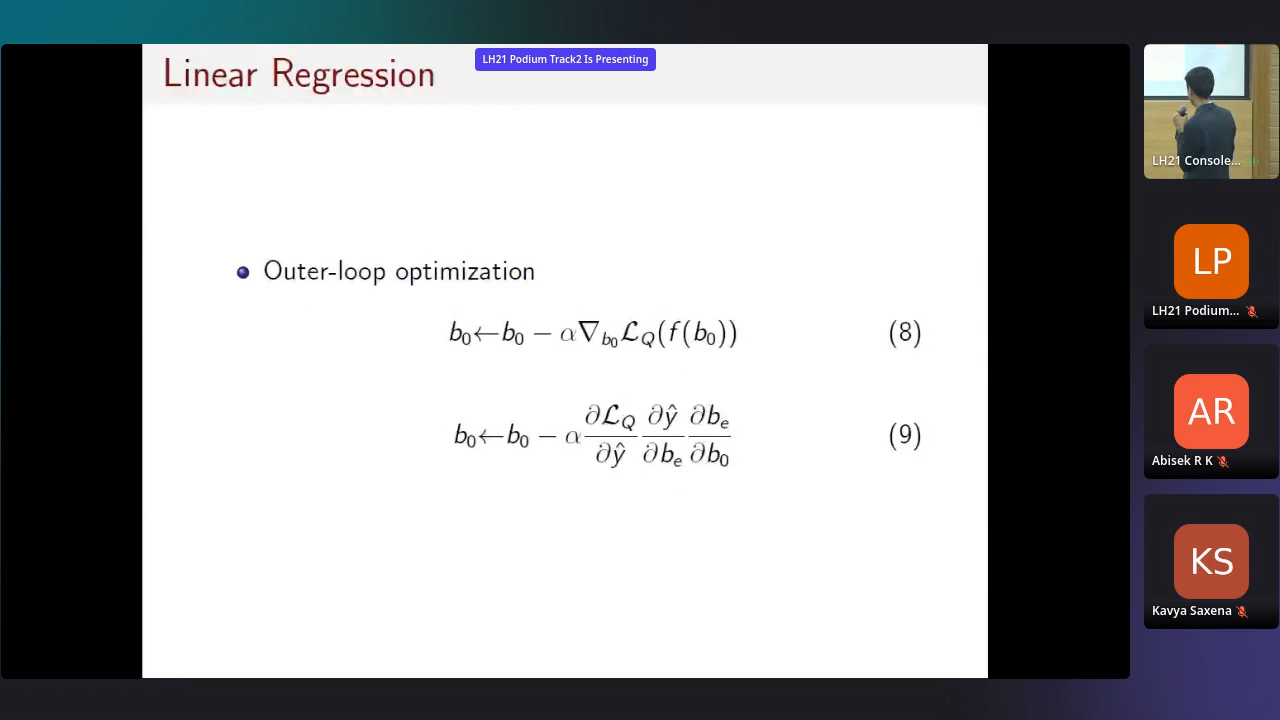 Linear Regression
LH21 Podium Track2 Is Presenting
Outer-loop optimization
b₀←b₀ − α∇_{b₀}ℒ_Q(f(b₀)) (8)
b₀←b₀ − α ∂ℒ_Q/∂ŷ ∂ŷ/∂b_e ∂b_e/∂b₀ (9)
LH21 Console...
LP
LH21 Podium...
AR
Abisek R K
KS
Kavya Saxena